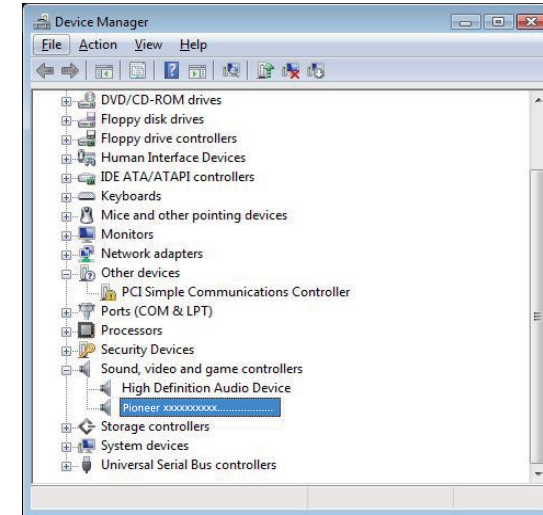 Device Manager
File Action View Help
DVD/CD-ROM drives
Floppy disk drives
Floppy drive controllers
Human Interface Devices
IDE ATA/ATAPI controllers
Keyboards
Mice and other pointing devices
Monitors
Network adapters
Other devices
PCI Simple Communications Controller
Ports (COM & LPT)
Processors
Security Devices
Sound, video and game controllers
High Definition Audio Device
Pioneer xxxxxxxxxx..................
Storage controllers
System devices
Universal Serial Bus controllers